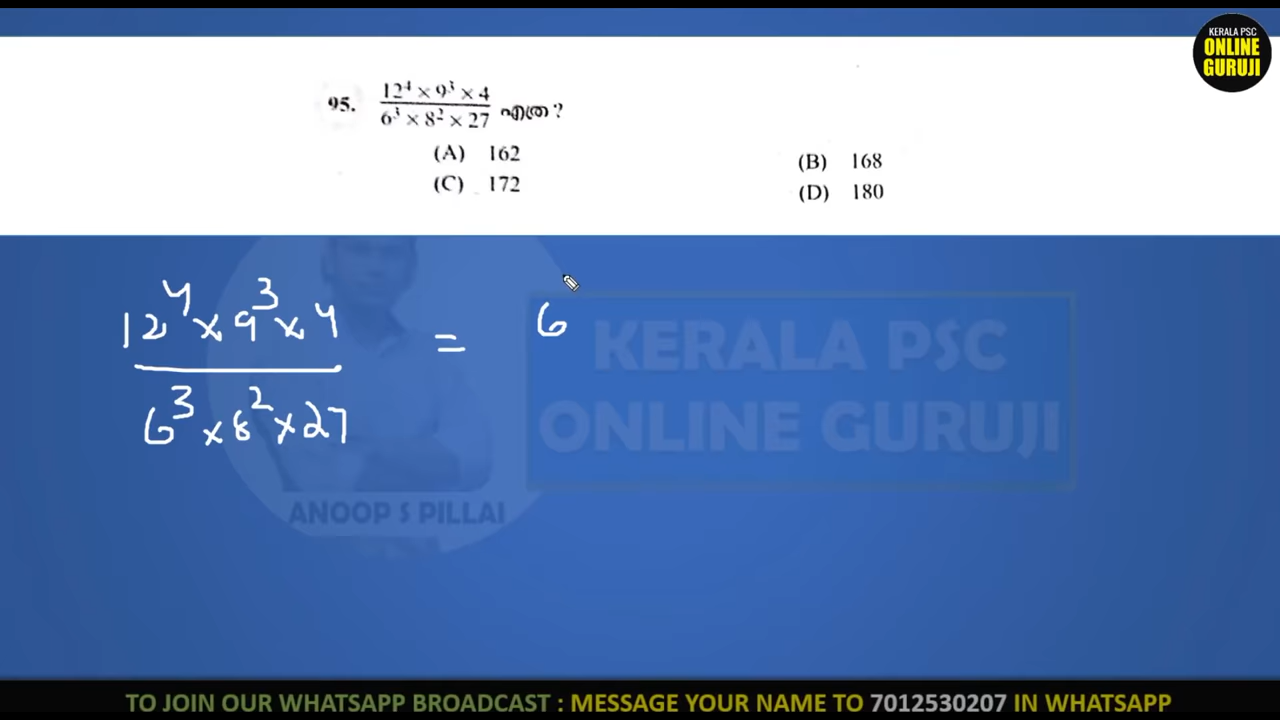 KERALA PSC
ONLINE
GURUJI
95. 12⁴ × 9³ × 4 / 6³ × 8² × 27 എത്ര ?
(A) 162
(B) 168
(C) 172
(D) 180
12⁴ × 9³ × 4 = 6
6³ × 8² × 27
KERALA PSC
ONLINE GURUJI
ANOOP S PILLAI
TO JOIN OUR WHATSAPP BROADCAST : MESSAGE YOUR NAME TO 7012530207 IN WHATSAPP